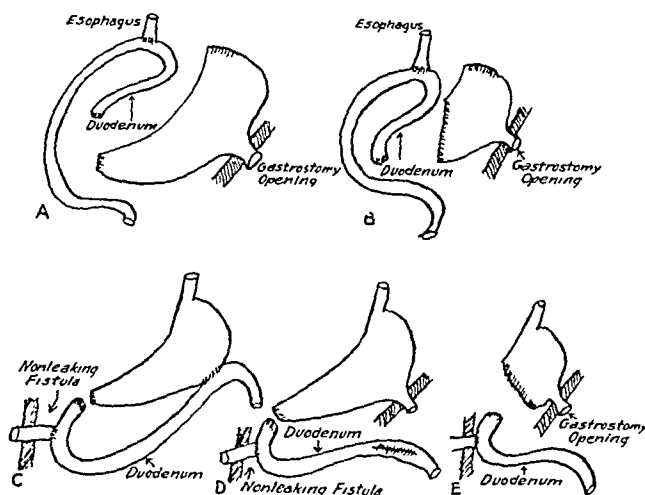 Esophagus
Duodenum
Gastrostomy
Opening
A
Esophagus
Duodenum
Gastrostomy
Opening
B
Nonleaking
Fistula
Duodenum
C
Duodenum
Nonleaking Fistula
D
Gastrostomy
Opening
Duodenum
E